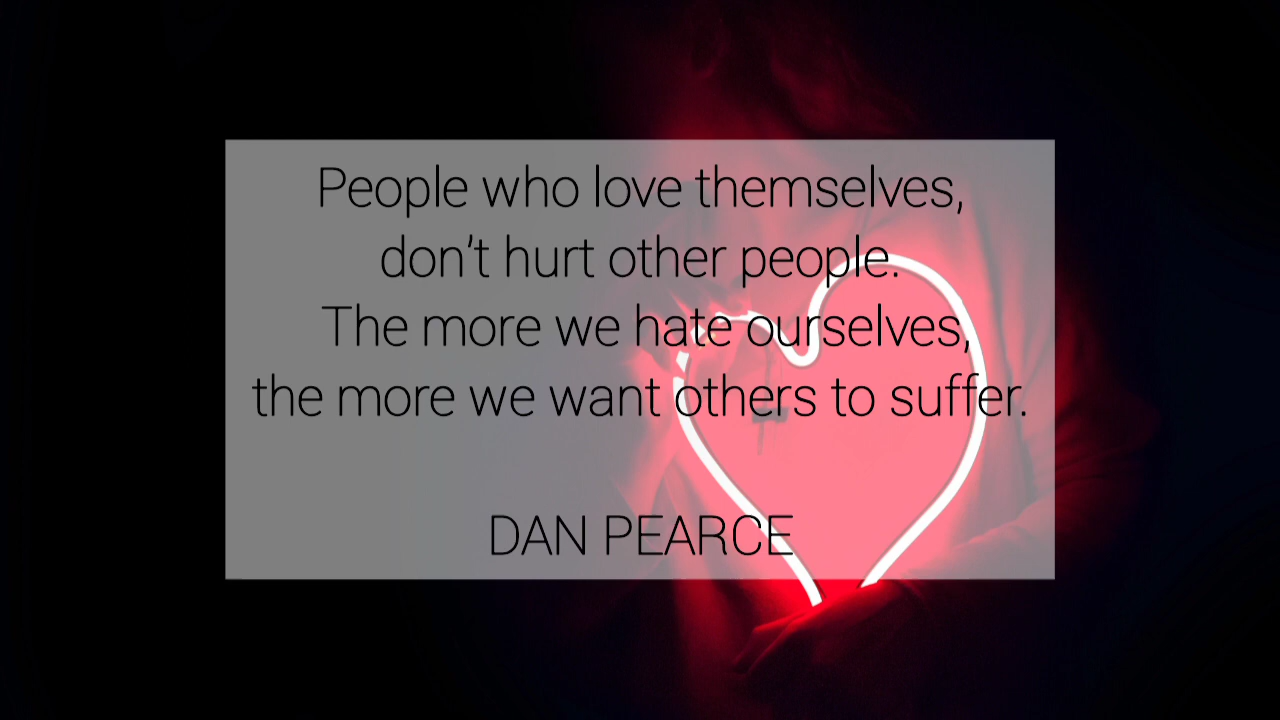 People who love themselves,
don’t hurt other people.
The more we hate ourselves,
the more we want others to suffer.
DAN PEARCE